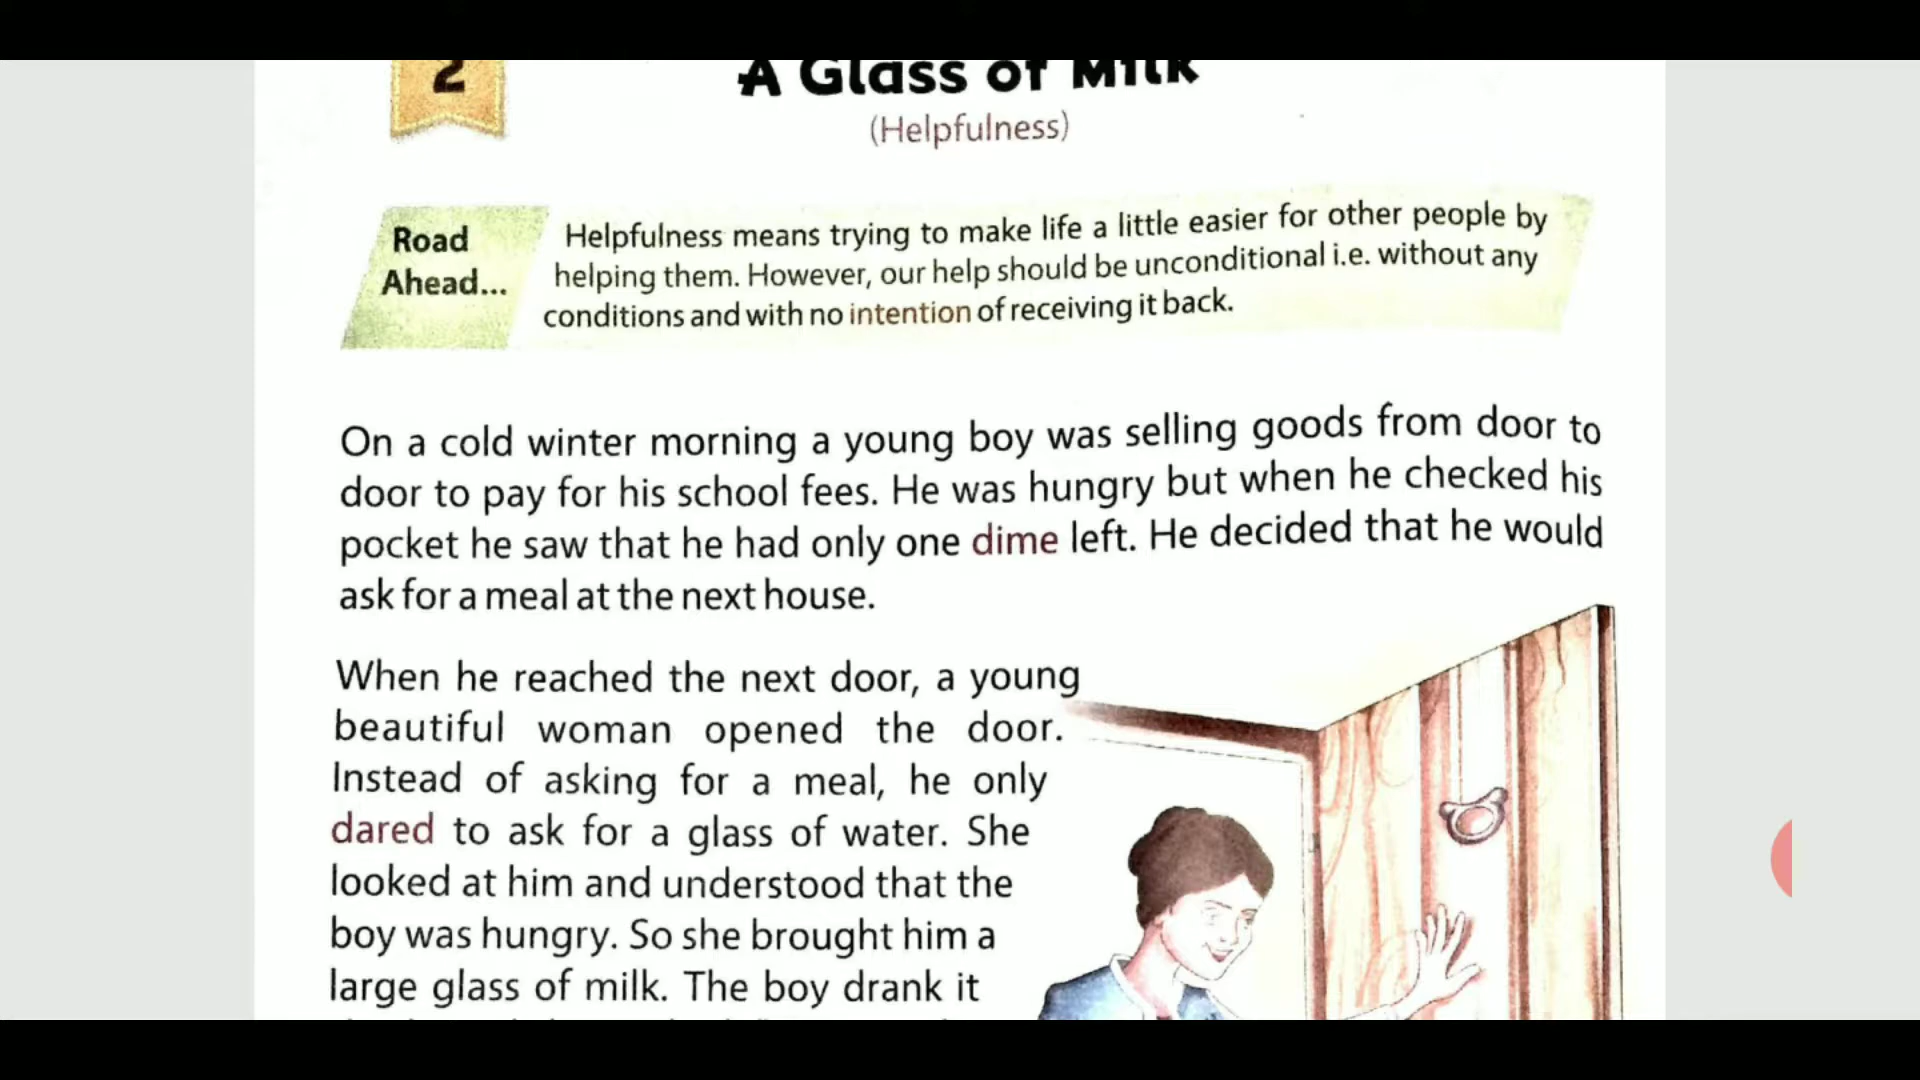 2
A Glass of Milk
(Helpfulness)
Road
Ahead...
Helpfulness means trying to make life a little easier for other people by
helping them. However, our help should be unconditional i.e. without any
conditions and with no intention of receiving it back.
On a cold winter morning a young boy was selling goods from door to
door to pay for his school fees. He was hungry but when he checked his
pocket he saw that he had only one dime left. He decided that he would
ask for a meal at the next house.
When he reached the next door, a young
beautiful woman opened the door.
Instead of asking for a meal, he only
dared to ask for a glass of water. She
looked at him and understood that the
boy was hungry. So she brought him a
large glass of milk. The boy drank it